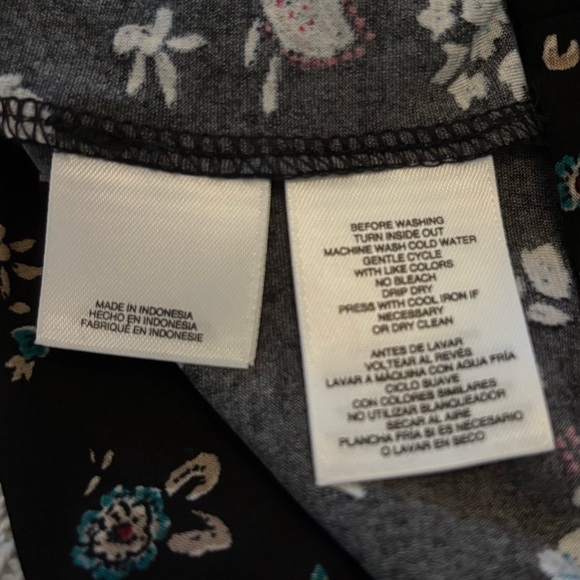 MADE IN INDONESIA
HECHO EN INDONESIA
FABRIQUÉ EN INDONESIE
BEFORE WASHING
TURN INSIDE OUT
MACHINE WASH COLD WATER
GENTLE CYCLE
WITH LIKE COLORS
NO BLEACH
DRIP DRY
PRESS WITH COOL IRON IF
NECESSARY
OR DRY CLEAN
ANTES DE LAVAR
VOLTEAR AL REVÉS
LAVAR A MÁQUINA CON AGUA FRÍA
CICLO SUAVE
CON COLORES SIMILARES
NO UTILIZAR BLANQUEADOR
SECAR AL AIRE
PLANCHA FRÍA SI ES NECESARIO
O LAVAR EN SECO